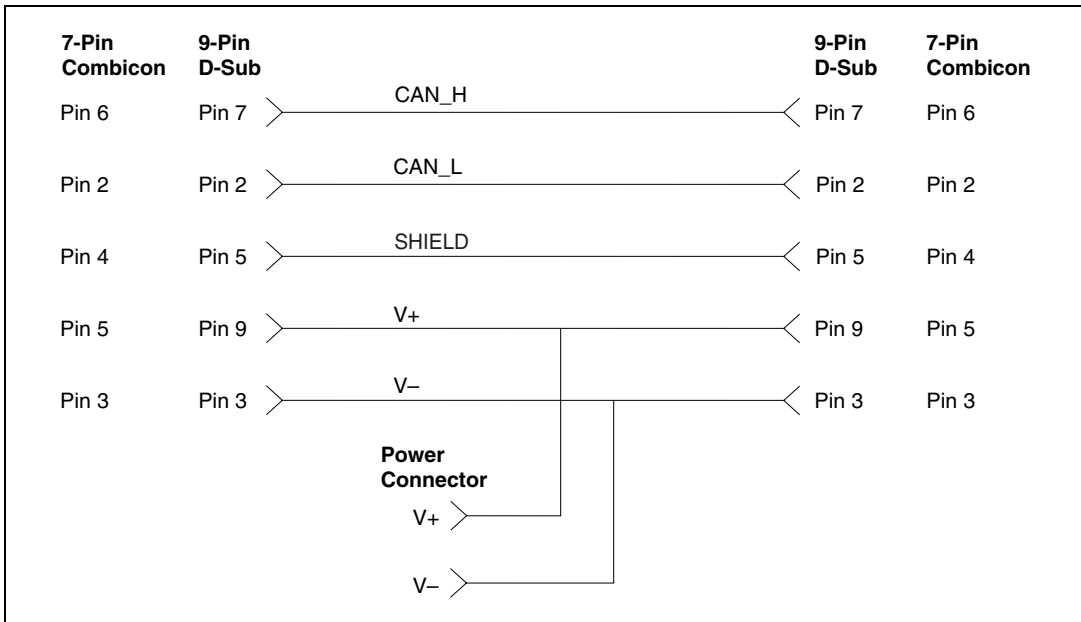 7-Pin Combicon 9-Pin D-Sub 9-Pin D-Sub 7-Pin Combicon
Pin 6 Pin 7 CAN_H Pin 7 Pin 6
Pin 2 Pin 2 CAN_L Pin 2 Pin 2
Pin 4 Pin 5 SHIELD Pin 5 Pin 4
Pin 5 Pin 9 V+ Pin 9 Pin 5
Pin 3 Pin 3 V– Pin 3 Pin 3
Power
Connector
V+
V–